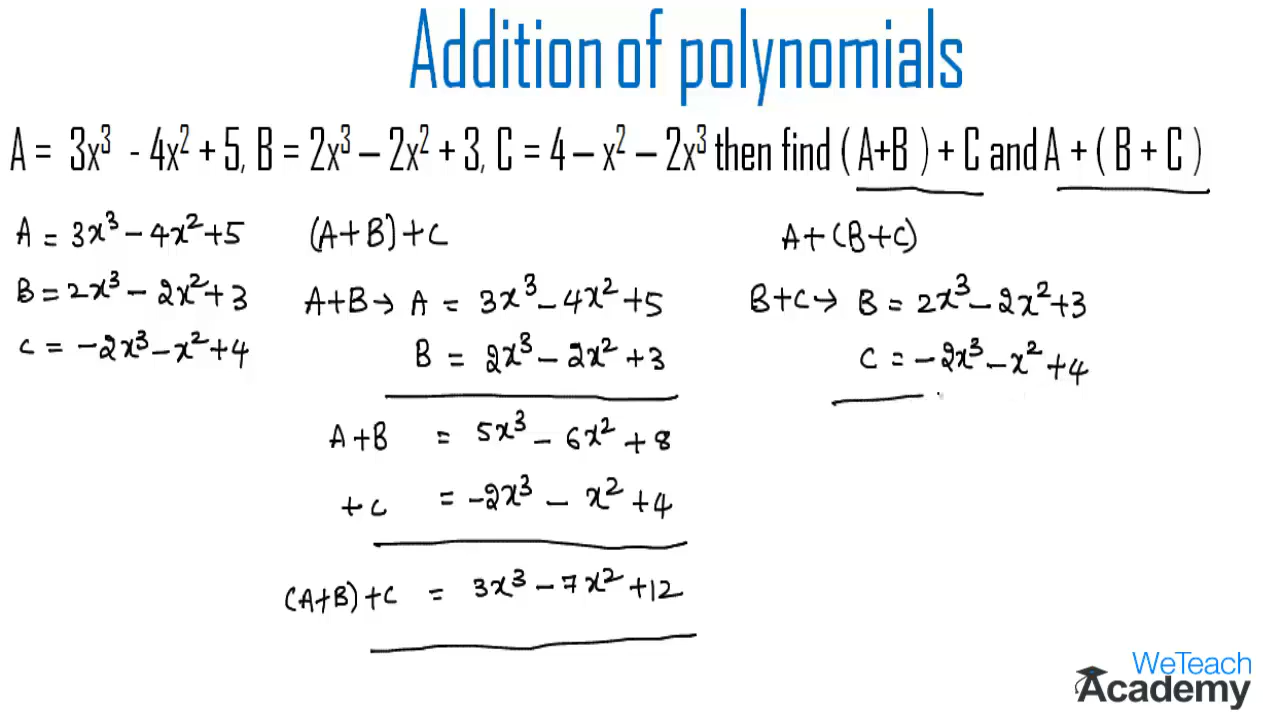 Addition of polynomials
A = 3x³ - 4x² + 5, B = 2x³ – 2x² + 3, C = 4 – x² – 2x³ then find ( A+B ) + C and A + ( B + C )
A = 3x³ – 4x² + 5
B = 2x³ – 2x² + 3
C = -2x³ – x² + 4
(A+B) + C
A+B → A = 3x³ – 4x² + 5
B = 2x³ – 2x² + 3
A+B = 5x³ – 6x² + 8
+ C = -2x³ – x² + 4
(A+B) + C = 3x³ – 7x² + 12
A + (B+C)
B+C → B = 2x³ – 2x² + 3
C = -2x³ – x² + 4
WeTeach
Academy